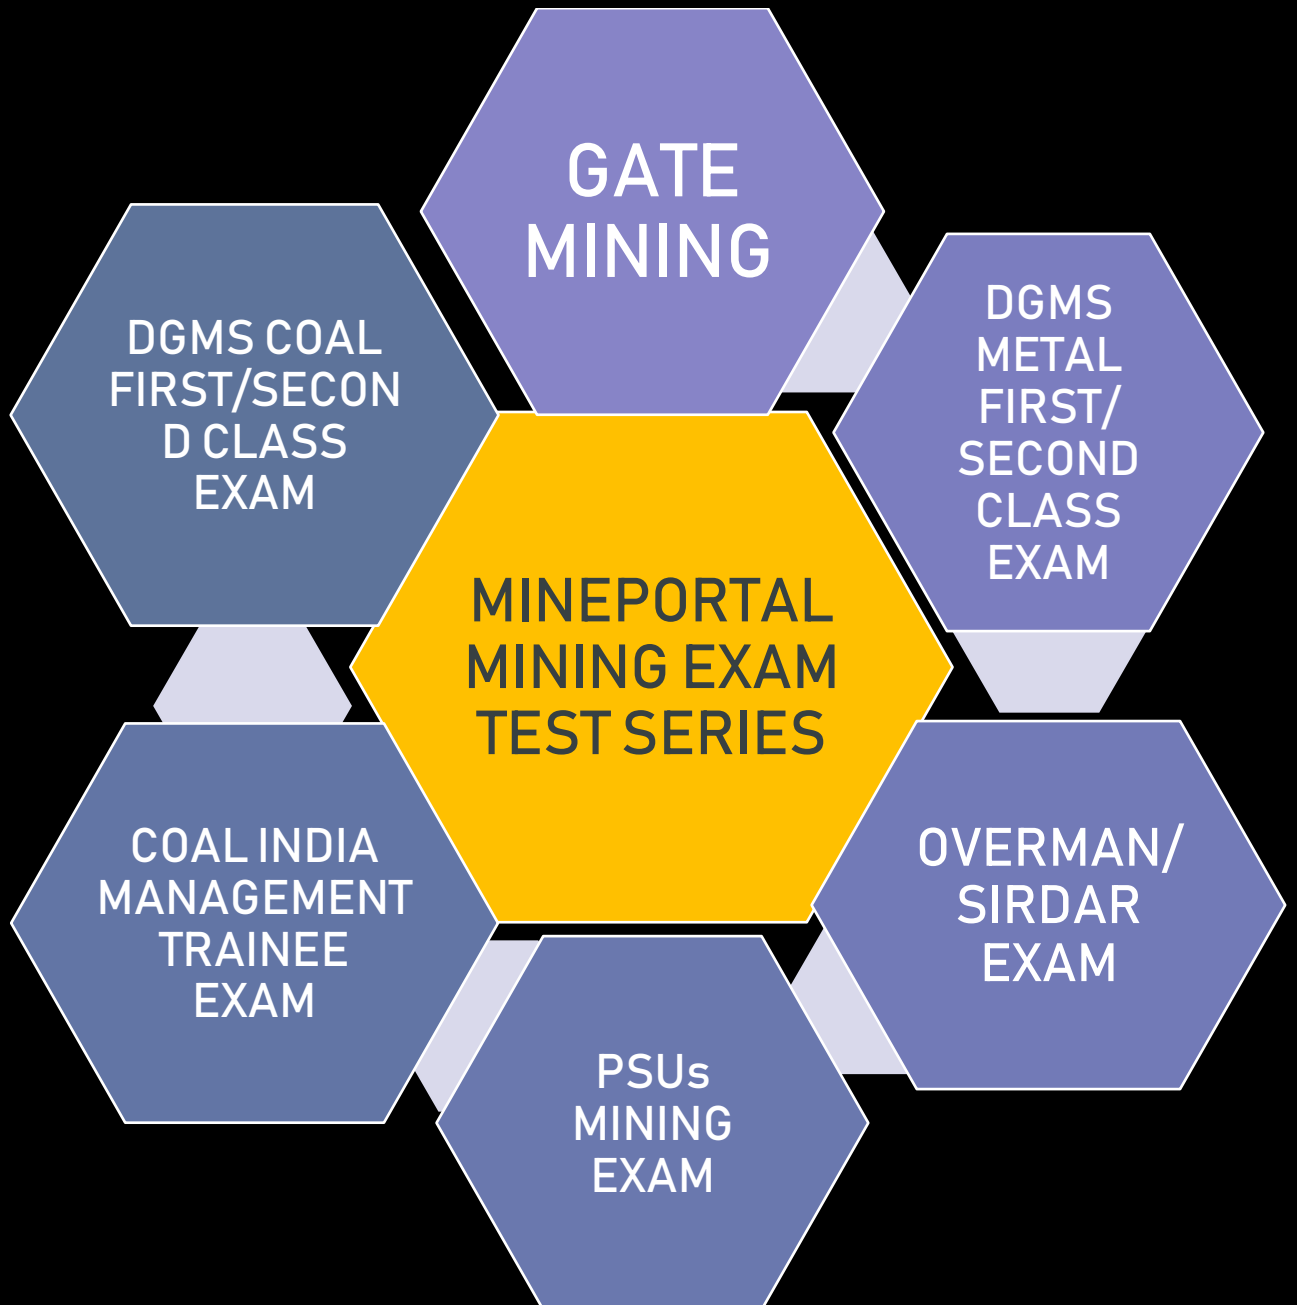 GATE
MINING
DGMS COAL
FIRST/SECON
D CLASS
EXAM
DGMS
METAL
FIRST/
SECOND
CLASS
EXAM
MINEPORTAL
MINING EXAM
TEST SERIES
COAL INDIA
MANAGEMENT
TRAINEE
EXAM
OVERMAN/
SIRDAR
EXAM
PSUs
MINING
EXAM